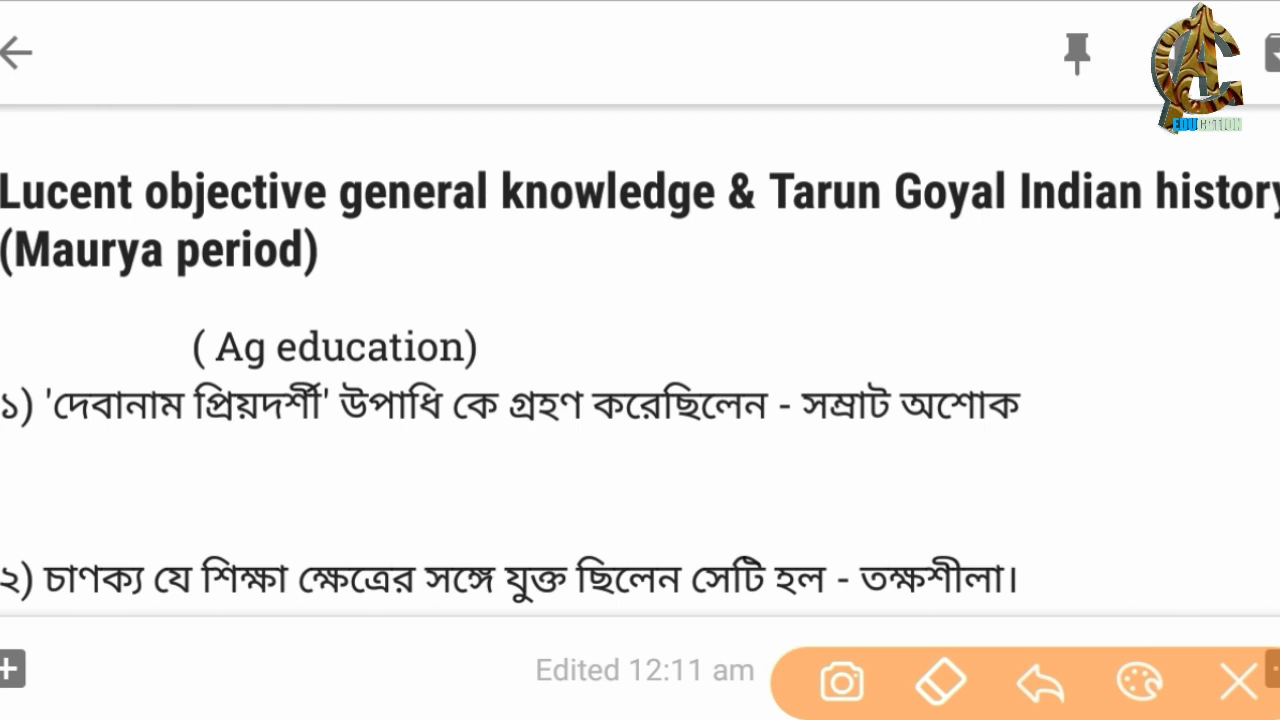 EDUCATION
Lucent objective general knowledge & Tarun Goyal Indian history
(Maurya period)
( Ag education)
১) 'দেবানাম প্রিয়দর্শী' উপাধি কে গ্রহণ করেছিলেন - সম্রাট অশোক
২) চাণক্য যে শিক্ষা ক্ষেত্রের সঙ্গে যুক্ত ছিলেন সেটি হল - তক্ষশীলা।
Edited 12:11 am